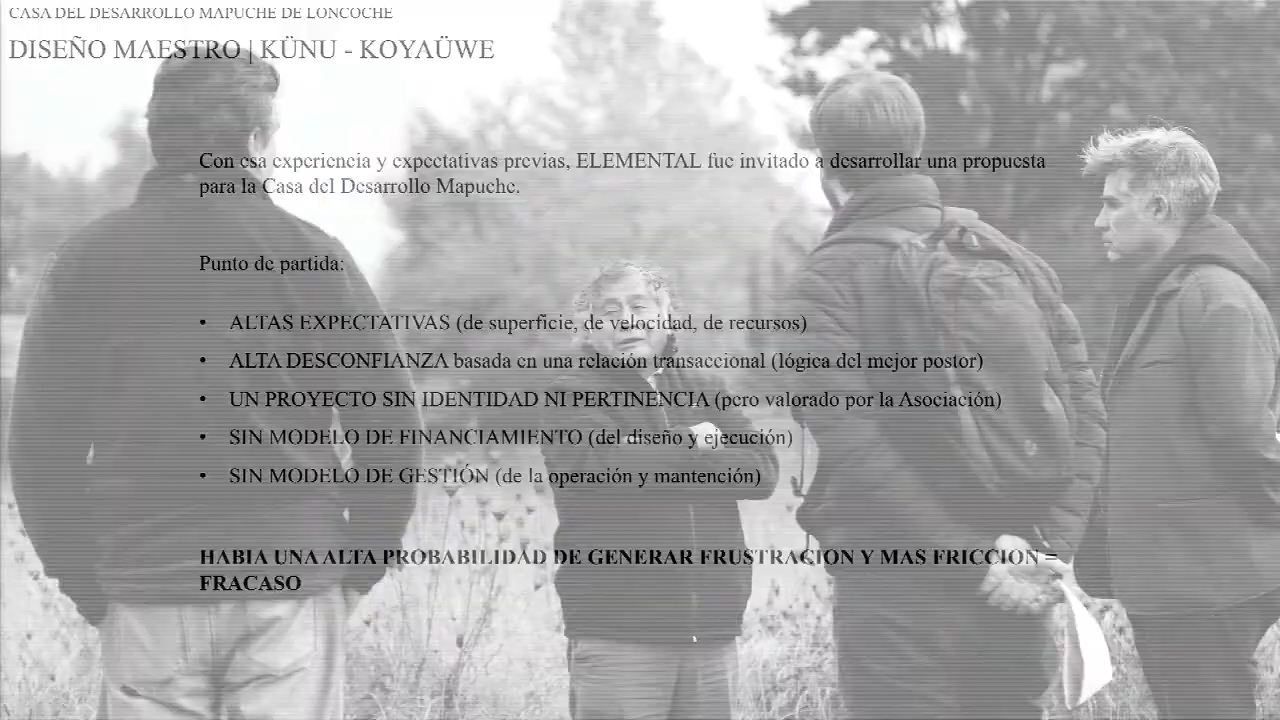 CASA DEL DESARROLLO MAPUCHE DE LONCOCHE
DISEÑO MAESTRO | KÜNU - KOYAÜWE
Con esa experiencia y expectativas previas, ELEMENTAL fue invitado a desarrollar una propuesta
para la Casa del Desarrollo Mapuche.
Punto de partida:
• ALTAS EXPECTATIVAS (de superficie, de velocidad, de recursos)
• ALTA DESCONFIANZA basada en una relación transaccional (lógica del mejor postor)
• UN PROYECTO SIN IDENTIDAD NI PERTINENCIA (pero valorado por la Asociación)
• SIN MODELO DE FINANCIAMIENTO (del diseño y ejecución)
• SIN MODELO DE GESTIÓN (de la operación y mantención)
HABIA UNA ALTA PROBABILIDAD DE GENERAR FRUSTRACION Y MAS FRICCION =
FRACASO